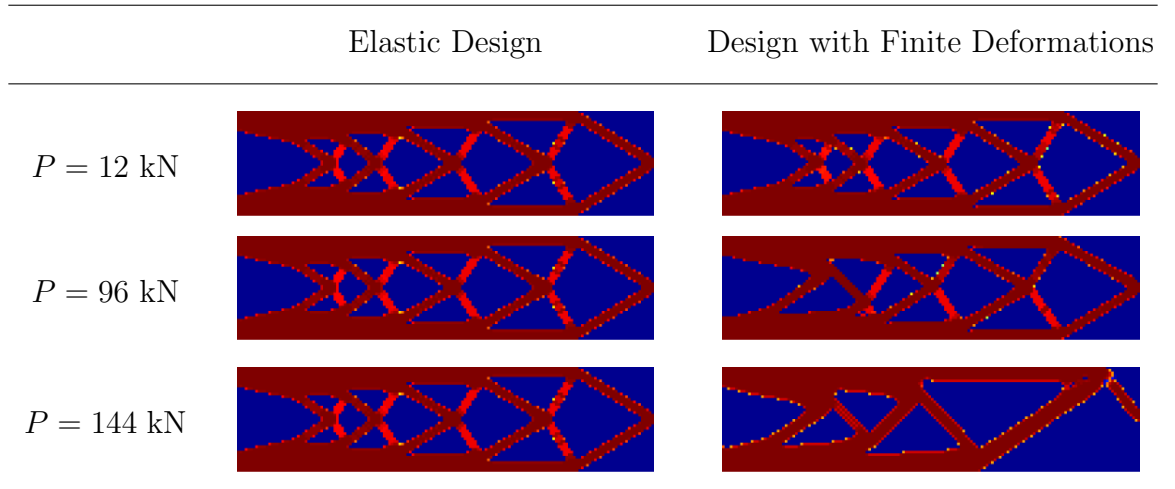 Elastic Design Design with Finite Deformations
P = 12 kN
P = 96 kN
P = 144 kN